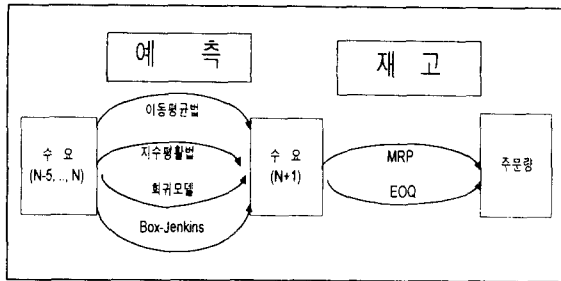 예 측
재 고
이동평균법
지수평활법
회귀모델
Box-Jenkins
수 요
(N-5, .., N)
수 요
(N+1)
MRP
EOQ
주문량